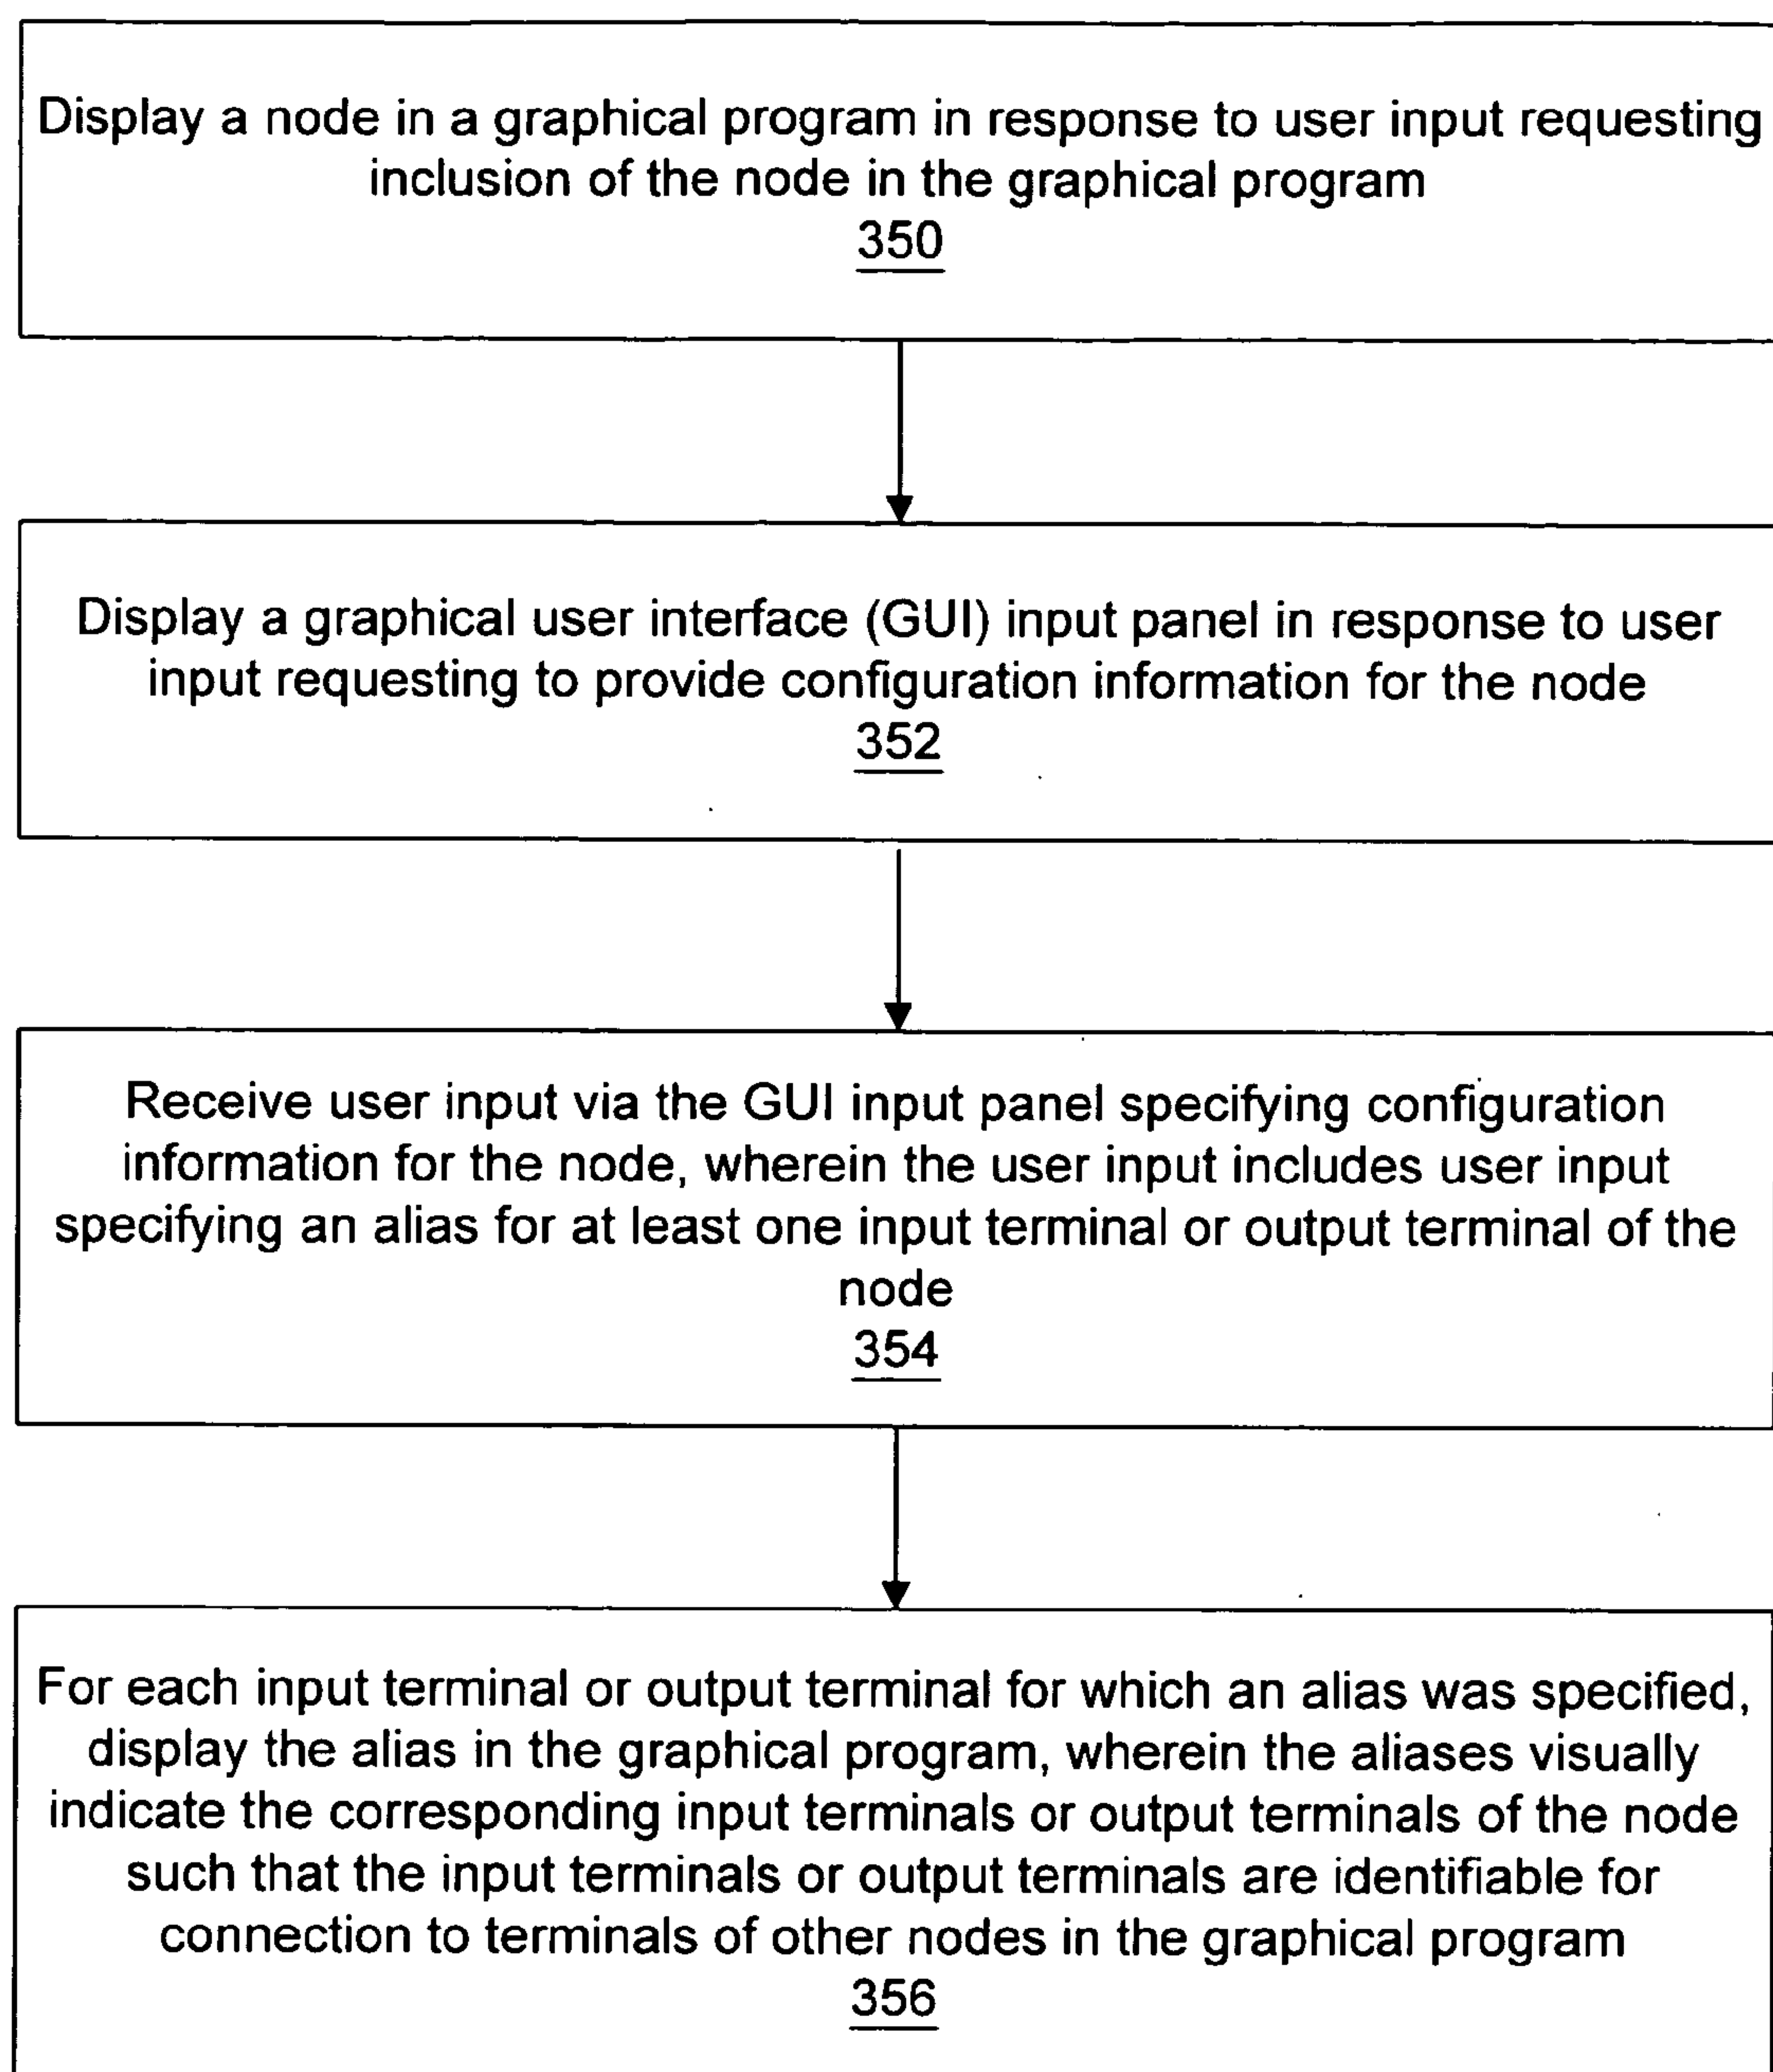 Display a node in a graphical program in response to user input requesting
inclusion of the node in the graphical program
350
Display a graphical user interface (GUI) input panel in response to user
input requesting to provide configuration information for the node
352
Receive user input via the GUI input panel specifying configuration
information for the node, wherein the user input includes user input
specifying an alias for at least one input terminal or output terminal of the
node
354
For each input terminal or output terminal for which an alias was specified,
display the alias in the graphical program, wherein the aliases visually
indicate the corresponding input terminals or output terminals of the node
such that the input terminals or output terminals are identifiable for
connection to terminals of other nodes in the graphical program
356